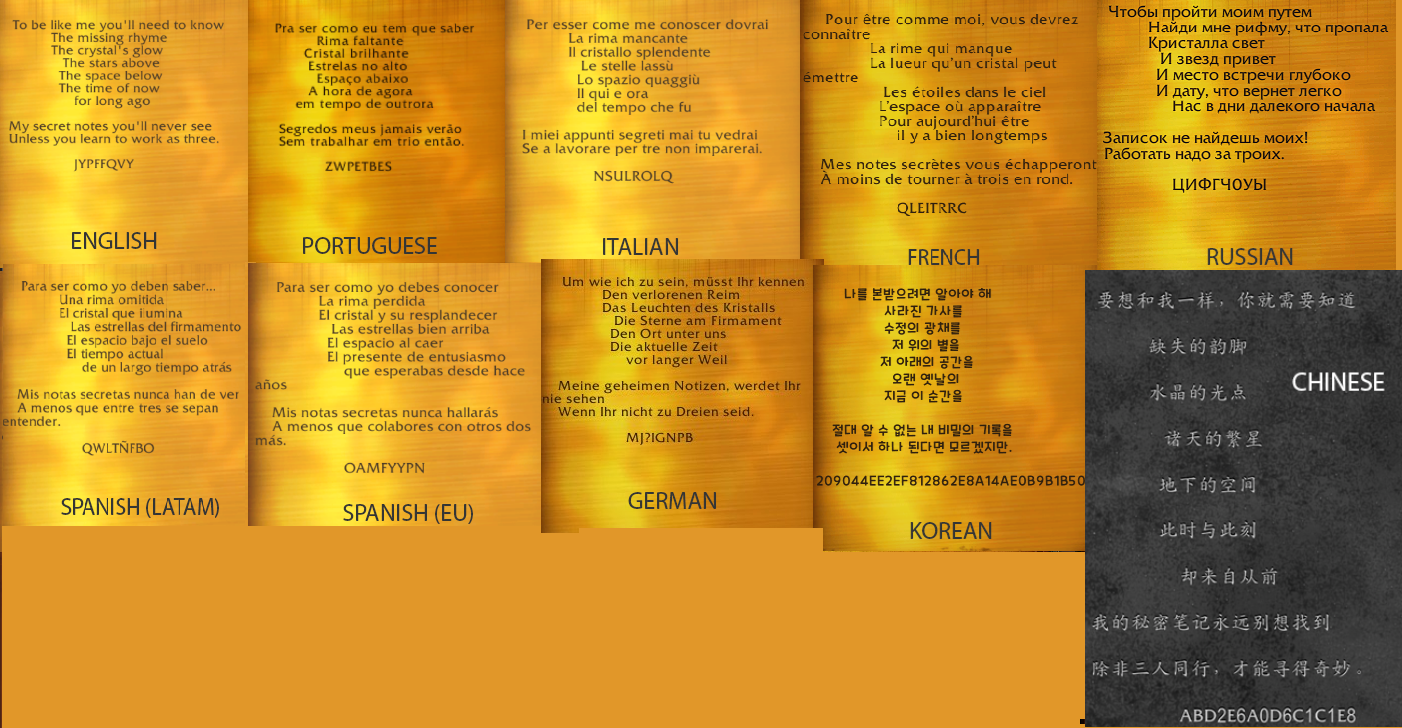 To be like me you'll need to know
The missing rhyme
The crystal's glow
The stars above
The space below
The time of now
for long ago
My secret notes you'll never see
Unless you learn to work as three.
JYPFFQVY
ENGLISH
Pra ser como eu tem que saber
Rima faltante
Cristal brilhante
Estrelas no alto
Espaço abaixo
A hora de agora
em tempo de outrora
Segredos meus jamais verão
Sem trabalhar em trio então.
ZWPETBES
PORTUGUESE
Per esser come me conoscer dovrai
La rima mancante
Il cristallo splendente
Le stelle lassù
Lo spazio quaggiù
Il qui e ora
del tempo che fu
I miei appunti segreti mai tu vedrai
Se a lavorare per tre non imparerai.
NSULROLQ
ITALIAN
Pour être comme moi, vous devrez
connaître
La rime qui manque
La lueur qu'un cristal peut
émettre
Les étoiles dans le ciel
L'espace où apparaître
Pour aujourd'hui être
il y a bien longtemps
Mes notes secrètes vous échapperont
À moins de tourner à trois en rond.
QLEITRRC
FRENCH
Чтобы пройти моим путем
Найди мне рифму, что пропала
Кристалла свет
И звезд привет
И место встречи глубоко
И дату, что вернет легко
Нас в дни далекого начала
Записок не найдешь моих!
Работать надо за троих.
ЦИФГЧОУЫ
RUSSIAN
Para ser como yo deben saber...
Una rima omitida
El cristal que ilumina
Las estrellas del firmamento
El espacio bajo el suelo
El tiempo actual
de un largo tiempo atrás
Mis notas secretas nunca han de ver
A menos que entre tres se sepan
entender.
QWLTÑFBO
SPANISH (LATAM)
Para ser como yo debes conocer
La rima perdida
El cristal y su resplandecer
Las estrellas bien arriba
El espacio al caer
El presente de entusiasmo
que esperabas desde hace
años
Mis notas secretas nunca hallarás
A menos que colabores con otros dos
más.
OAMFYYPN
SPANISH (EU)
Um wie ich zu sein, müsst Ihr kennen
Den verlorenen Reim
Das Leuchten des Kristalls
Die Sterne am Firmament
Den Ort unter uns
Die aktuelle Zeit
vor langer Weil
Meine geheimen Notizen, werdet Ihr
nie sehen
Wenn Ihr nicht zu Dreien seid.
MJ?IGNPB
GERMAN
나를 본받으려면 알아야 해
사라진 가사를
수정의 광채를
저 위의 별을
저 아래의 공간을
오랜 옛날의
지금 이 순간을
절대 알 수 없는 내 비밀의 기록을
셋이서 하나 된다면 모르겠지만.
209044EE2EF812862E8A14AE0B9B1B50
KOREAN
要想和我一样，你就需要知道
缺失的韵脚
水晶的光点
诸天的繁星
地下的空间
此时与此刻
却来自从前
我的秘密笔记永远别想找到
除非三人同行，才能寻得奇妙。
ABD2E6A0D6C1C1E8
CHINESE